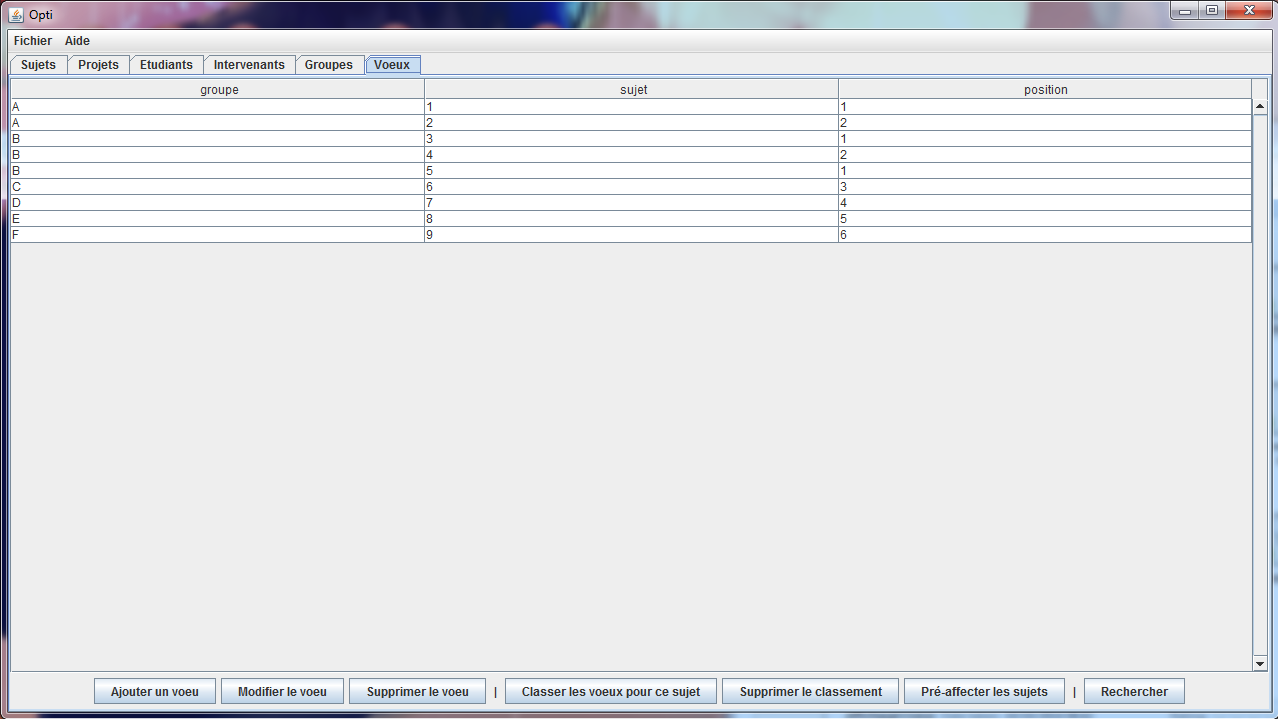 Opti
Fichier Aide
Sujets Projets Etudiants Intervenants Groupes Voeux
groupe sujet position
A 1 1
A 2 2
B 3 1
B 4 2
B 5 1
C 6 3
D 7 4
E 8 5
F 9 6
Ajouter un voeu Modifier le voeu Supprimer le voeu | Classer les voeux pour ce sujet Supprimer le classement Pré-affecter les sujets | Rechercher